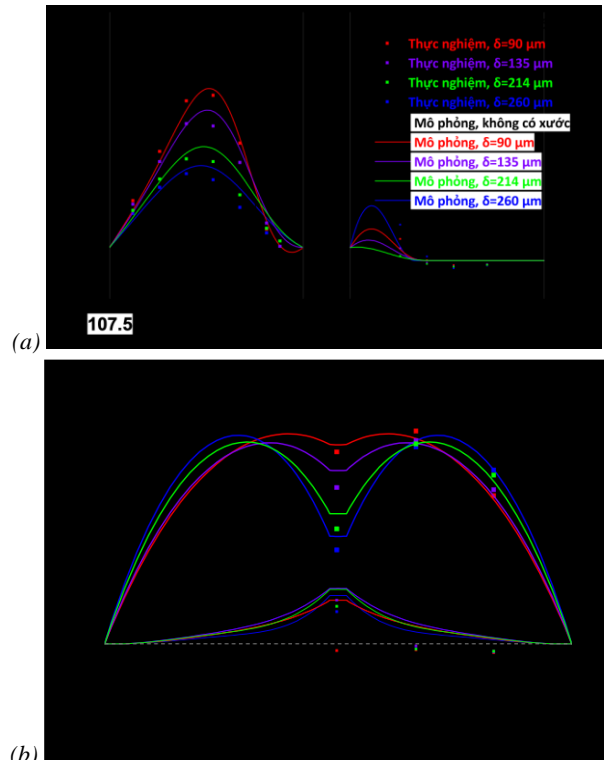 Thực nghiệm, δ=90 μm
Thực nghiệm, δ=135 μm
Thực nghiệm, δ=214 μm
Thực nghiệm, δ=260 μm
Mô phỏng, không có xước
Mô phỏng, δ=90 μm
Mô phỏng, δ=135 μm
Mô phỏng, δ=214 μm
Mô phỏng, δ=260 μm
107.5
(a)
(b)